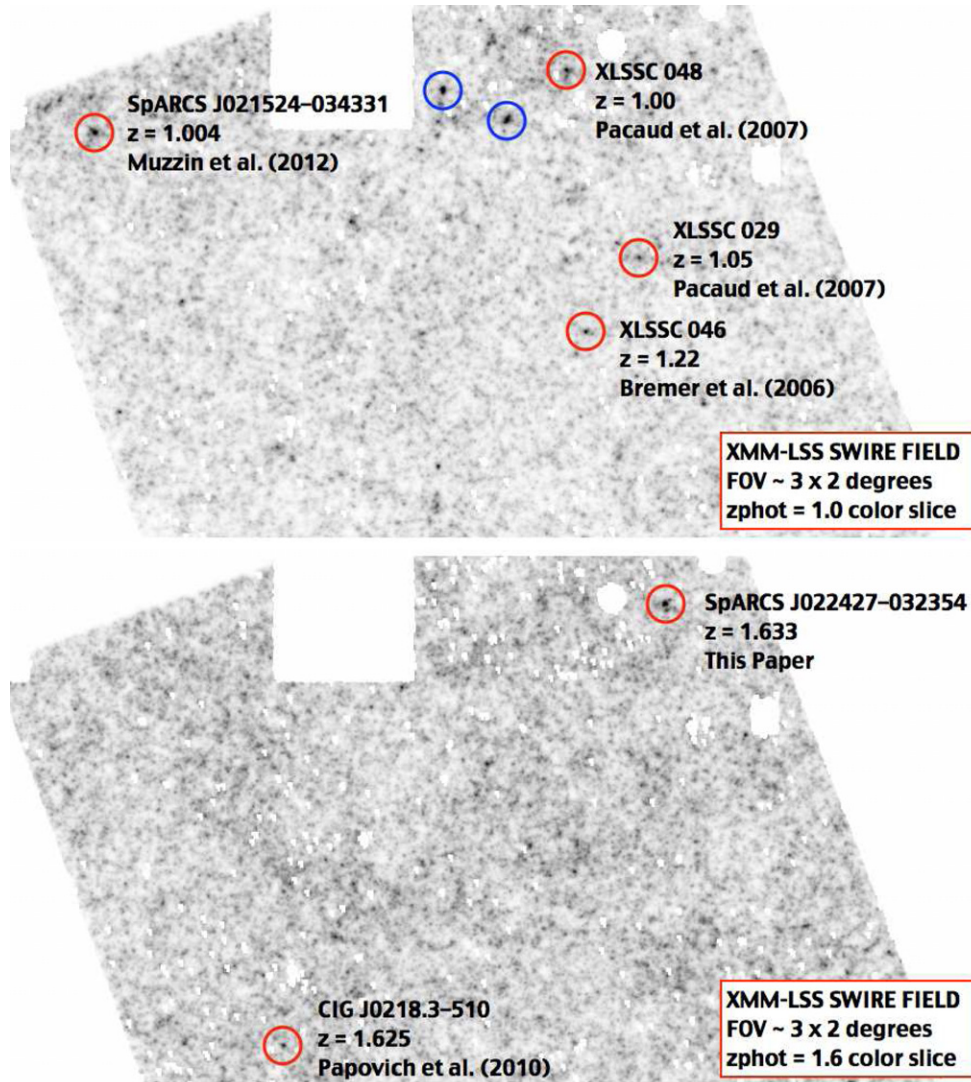 XLSSC 048
z = 1.00
Pacaud et al. (2007)
SpARCS J021524–034331
z = 1.004
Muzzin et al. (2012)
XLSSC 029
z = 1.05
Pacaud et al. (2007)
XLSSC 046
z = 1.22
Bremer et al. (2006)
XMM-LSS SWIRE FIELD
FOV ~ 3 x 2 degrees
zphot = 1.0 color slice
SpARCS J022427–032354
z = 1.633
This Paper
CIG J0218.3–510
z = 1.625
Papovich et al. (2010)
XMM-LSS SWIRE FIELD
FOV ~ 3 x 2 degrees
zphot = 1.6 color slice